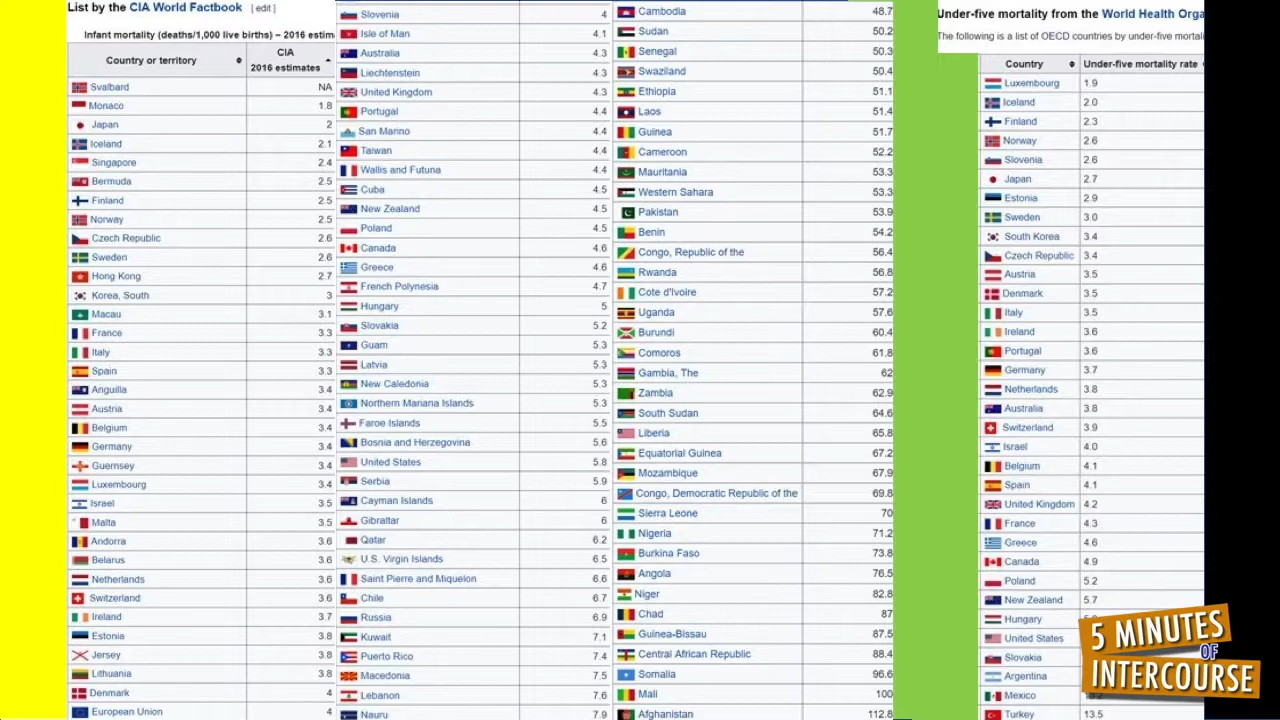 List by the CIA World Factbook [ edit ]
Infant mortality (deaths/1000 live births) – 2016 estim
Country or territory
CIA
2016 estimates
Svalbard NA
Monaco 1.8
Japan 2
Iceland 2.1
Singapore 2.4
Bermuda 2.5
Finland 2.5
Norway 2.5
Czech Republic 2.6
Sweden 2.6
Hong Kong 2.7
Korea, South 3
Macau 3.1
France 3.3
Italy 3.3
Spain 3.3
Anguilla 3.4
Austria 3.4
Belgium 3.4
Germany 3.4
Guernsey 3.4
Luxembourg 3.4
Israel 3.5
Malta 3.5
Andorra 3.6
Belarus 3.6
Netherlands 3.6
Switzerland 3.6
Ireland 3.7
Estonia 3.8
Jersey 3.8
Lithuania 3.8
Denmark 4
European Union 4
Slovenia 4
Isle of Man 4.1
Australia 4.3
Liechtenstein 4.3
United Kingdom 4.3
Portugal 4.4
San Marino 4.4
Taiwan 4.4
Wallis and Futuna 4.4
Cuba 4.5
New Zealand 4.5
Poland 4.5
Canada 4.6
Greece 4.6
French Polynesia 4.7
Hungary 5
Slovakia 5.2
Guam 5.3
Latvia 5.3
New Caledonia 5.3
Northern Mariana Islands 5.3
Faroe Islands 5.5
Bosnia and Herzegovina 5.6
United States 5.8
Serbia 5.9
Cayman Islands 6
Gibraltar 6
Qatar 6.2
U.S. Virgin Islands 6.5
Saint Pierre and Miquelon 6.6
Chile 6.7
Russia 6.9
Kuwait 7.1
Puerto Rico 7.4
Macedonia 7.5
Lebanon 7.6
Nauru 7.9
Cambodia 48.7
Sudan 50.2
Senegal 50.3
Swaziland 50.4
Ethiopia 51.1
Laos 51.4
Guinea 51.7
Cameroon 52.2
Mauritania 53.3
Western Sahara 53.3
Pakistan 53.9
Benin 54.2
Congo, Republic of the 56.4
Rwanda 56.8
Cote d'Ivoire 57.2
Uganda 57.6
Burundi 60.4
Comoros 61.8
Gambia, The 62
Zambia 62.9
South Sudan 64.6
Liberia 65.8
Equatorial Guinea 67.2
Mozambique 67.9
Congo, Democratic Republic of the 69.8
Sierra Leone 70
Nigeria 71.2
Burkina Faso 73.8
Angola 76.5
Niger 82.8
Chad 87
Guinea-Bissau 87.5
Central African Republic 88.4
Somalia 96.6
Mali 100
Afghanistan 112.8
Under-five mortality from the World Health Orga
The following is a list of OECD countries by under-five mortali
Country Under-five mortality rate
Luxembourg 1.9
Iceland 2.0
Finland 2.3
Norway 2.6
Slovenia 2.6
Japan 2.7
Estonia 2.9
Sweden 3.0
South Korea 3.4
Czech Republic 3.4
Austria 3.5
Denmark 3.5
Italy 3.5
Ireland 3.6
Portugal 3.6
Germany 3.7
Netherlands 3.8
Australia 3.8
Switzerland 3.9
Israel 4.0
Belgium 4.1
Spain 4.1
United Kingdom 4.2
France 4.3
Greece 4.6
Canada 4.9
Poland 5.2
New Zealand 5.7
Hungary
United States
Slovakia
Argentina
Mexico
Turkey 13.5
5 MINUTES
OF
INTERCOURSE